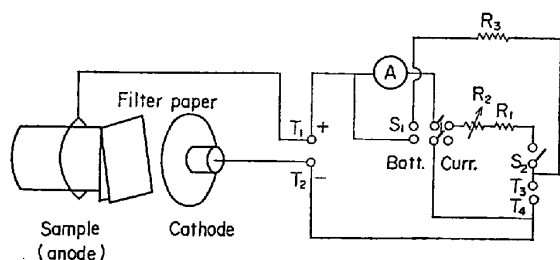 R₃
A
Filter paper
T₁ +
S₁
R₂
R₁
T₂ −
Batt. Curr.
S₂
T₃
T₄
Sample
(anode)
Cathode